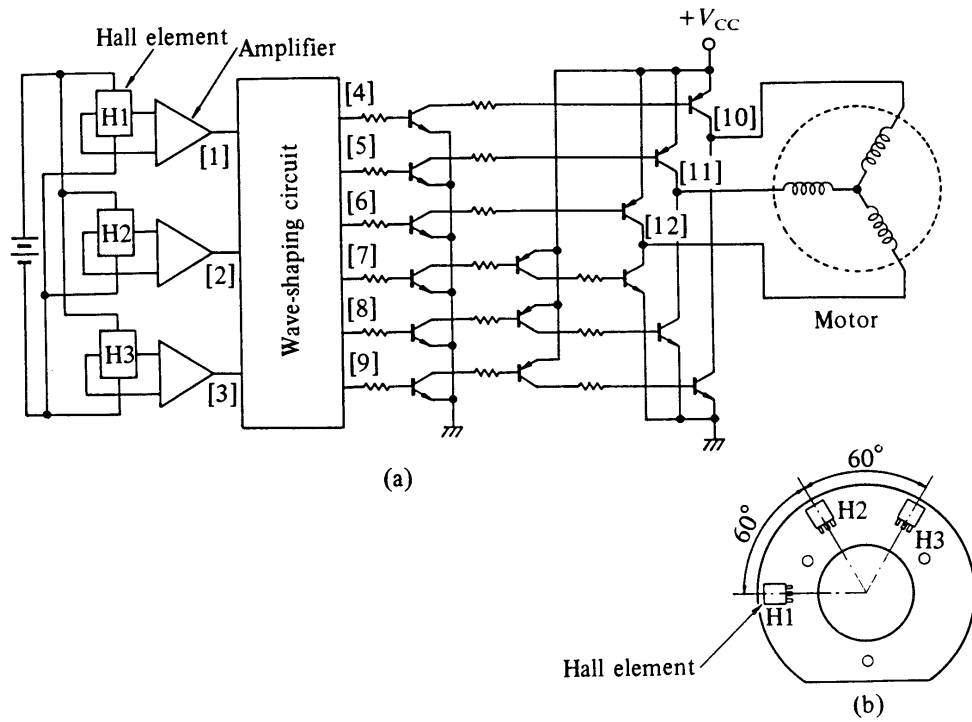 Hall element
Amplifier
+V_CC
H1
[1]
H2
[2]
H3
[3]
Wave-shaping circuit
[4]
[5]
[6]
[7]
[8]
[9]
[10]
[11]
[12]
Motor
(a)
60°
60°
H2
H3
H1
Hall element
(b)